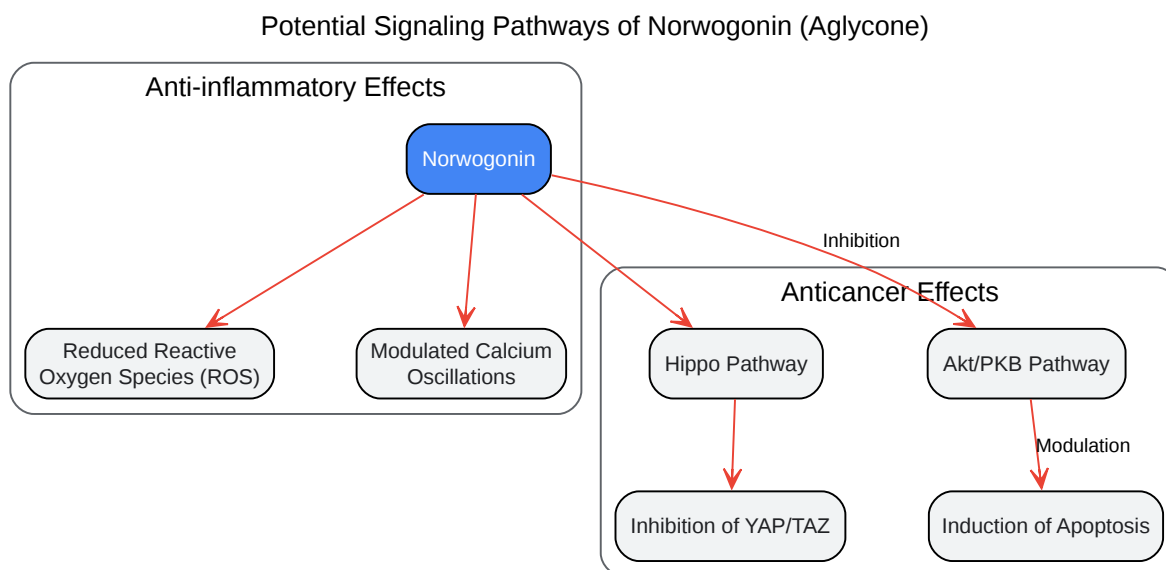 Potential Signaling Pathways of Norwogonin (Aglycone)
Anti-inflammatory Effects
Norwogonin
Inhibition
Anticancer Effects
Reduced Reactive
Oxygen Species (ROS)
Modulated Calcium
Oscillations
Hippo Pathway
Akt/PKB Pathway
Modulation
Inhibition of YAP/TAZ
Induction of Apoptosis